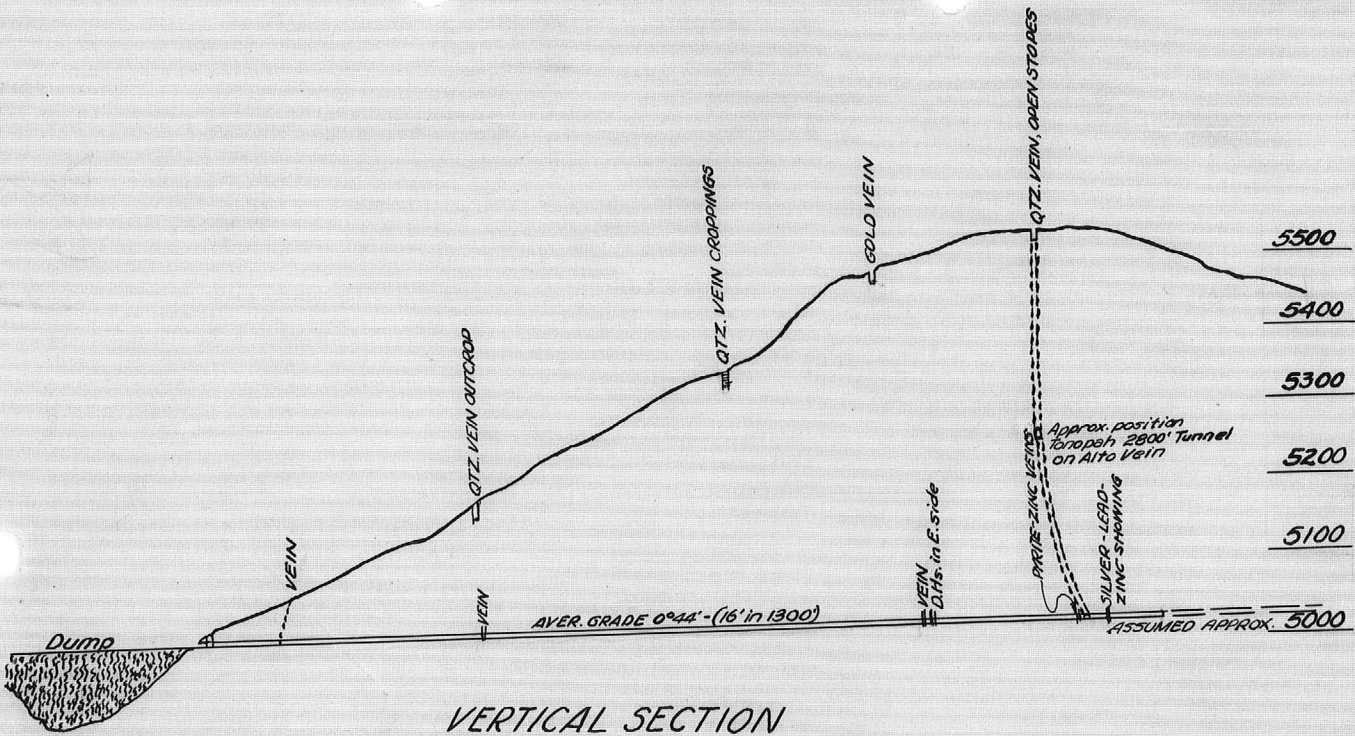 QTZ. VEIN, OPEN STOPES
GOLD VEIN
QTZ. VEIN CROPPINGS
QTZ. VEIN OUTCROP
VEIN
5500
5400
5300
5200
5100
5000
Approx. position
Tonopah 2800' Tunnel
on Alto Vein
PYRITE-ZINC VEINS
SILVER-LEAD-
ZINC SHOWING
VEIN
D.Hs. in E. side
VEIN
AVER. GRADE 0°44' - (16' in 1300')
ASSUMED APPROX.
Dump
VERTICAL SECTION